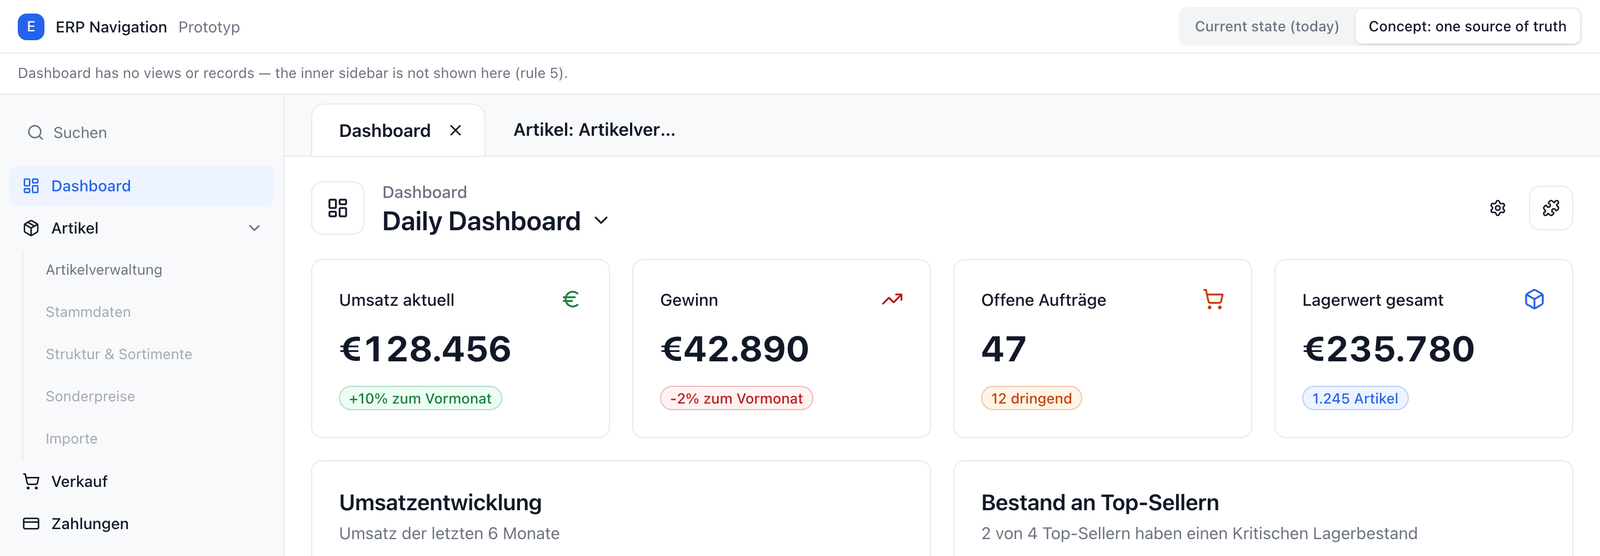 E ERP Navigation Prototyp
Current state (today) Concept: one source of truth
Dashboard has no views or records — the inner sidebar is not shown here (rule 5).
Suchen
Dashboard
Artikel
Artikelverwaltung
Stammdaten
Struktur & Sortimente
Sonderpreise
Importe
Verkauf
Zahlungen
Dashboard
Artikel: Artikelver...
Dashboard
Daily Dashboard
Umsatz aktuell
€128.456
+10% zum Vormonat
Gewinn
€42.890
-2% zum Vormonat
Offene Aufträge
47
12 dringend
Lagerwert gesamt
€235.780
1.245 Artikel
Umsatzentwicklung
Umsatz der letzten 6 Monate
Bestand an Top-Sellern
2 von 4 Top-Sellern haben einen Kritischen Lagerbestand